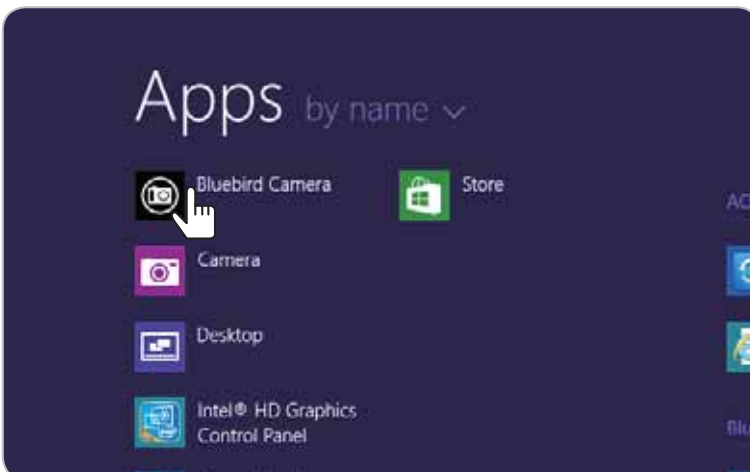 Apps by name
Bluebird Camera
Store
Camera
Desktop
Intel® HD Graphics
Control Panel